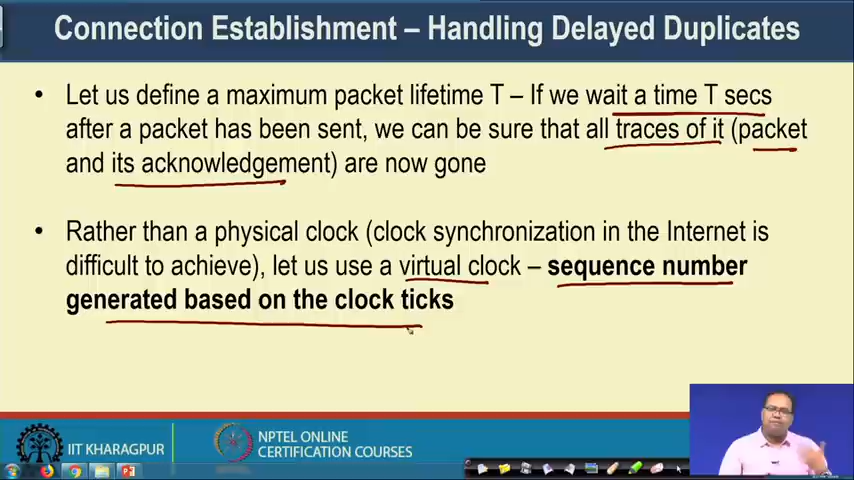 Connection Establishment – Handling Delayed Duplicates
• Let us define a maximum packet lifetime T – If we wait a time T secs
after a packet has been sent, we can be sure that all traces of it (packet
and its acknowledgement) are now gone
• Rather than a physical clock (clock synchronization in the Internet is
difficult to achieve), let us use a virtual clock – sequence number
generated based on the clock ticks
IIT KHARAGPUR
NPTEL ONLINE
CERTIFICATION COURSES